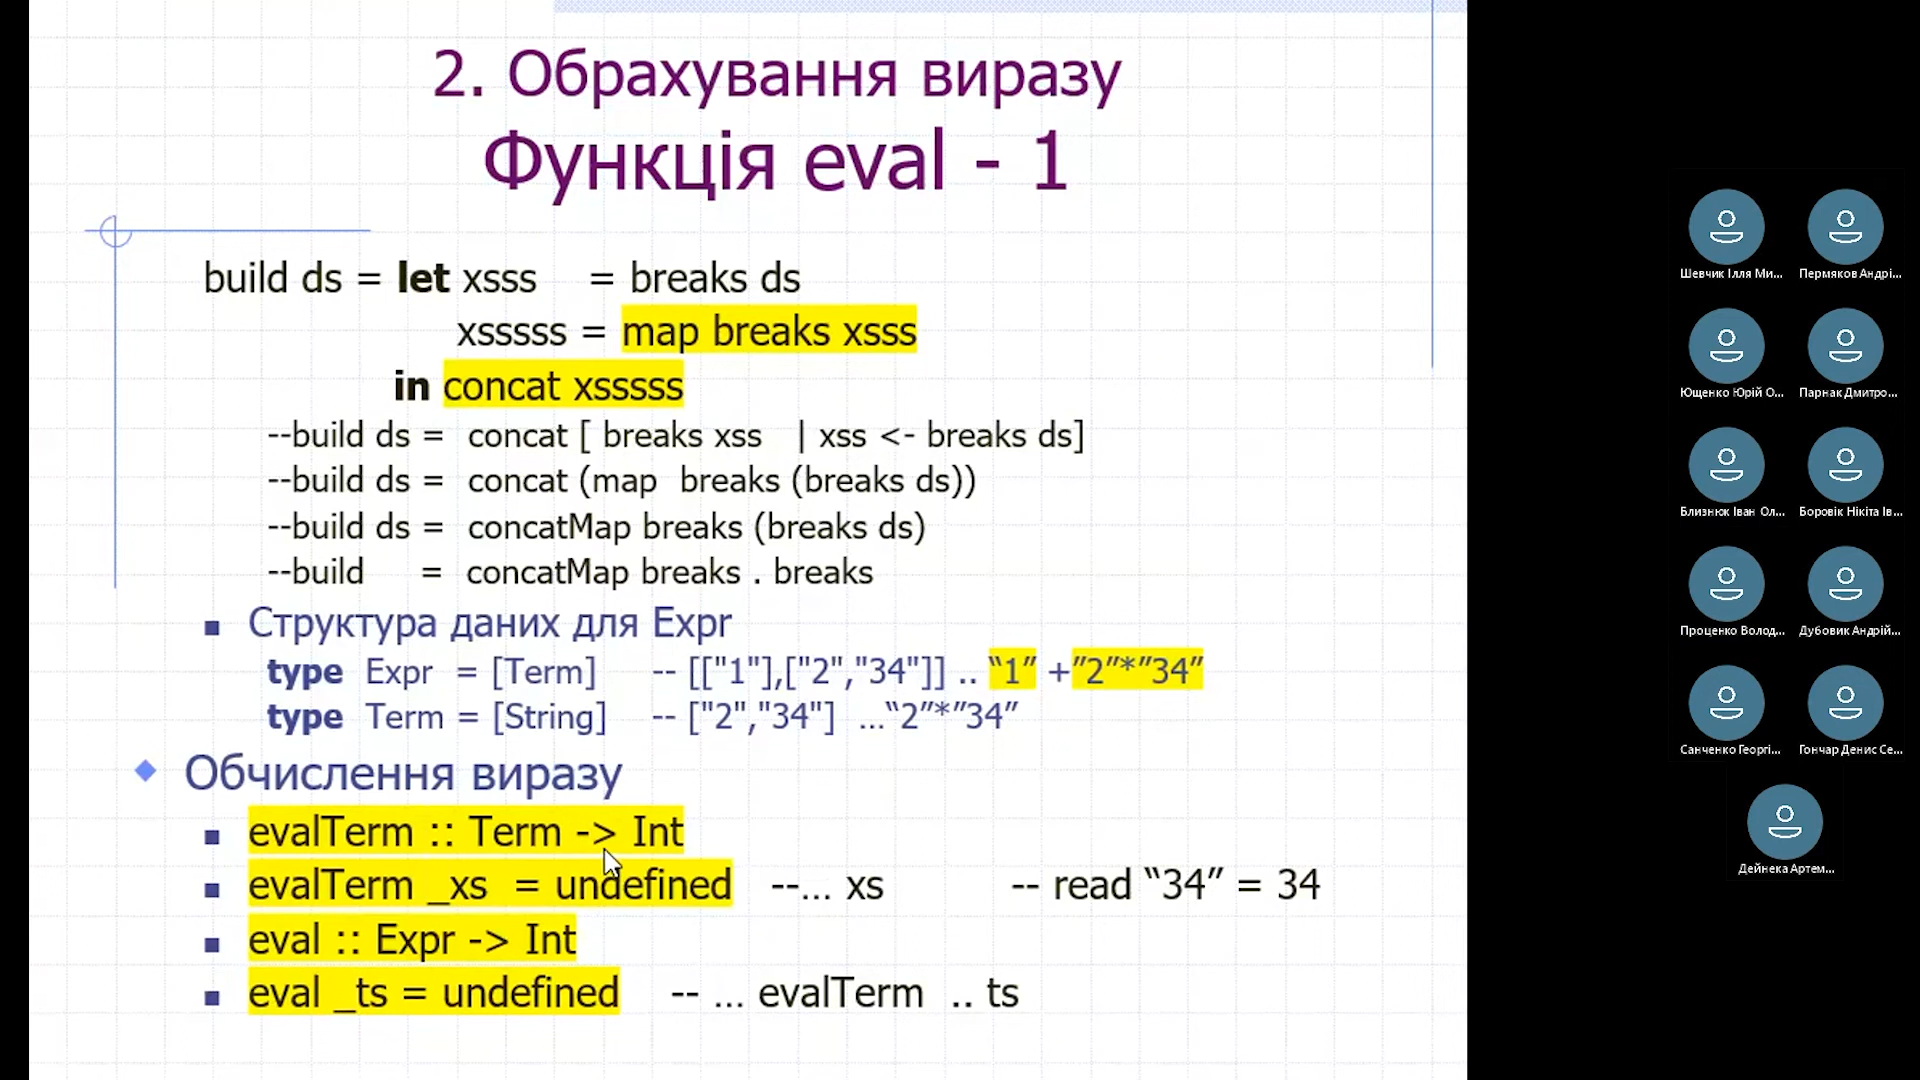 2. Обрахування виразу
Функція eval - 1
build ds = let xsss = breaks ds
xsssss = map breaks xsss
in concat xsssss
--build ds = concat [ breaks xss | xss <- breaks ds]
--build ds = concat (map breaks (breaks ds))
--build ds = concatMap breaks (breaks ds)
--build = concatMap breaks . breaks
Структура даних для Expr
type Expr = [Term] -- [["1"],["2","34"]] .. “1” +”2”*”34”
type Term = [String] -- ["2","34"] …“2”*”34”
Обчислення виразу
evalTerm :: Term -> Int
evalTerm _xs = undefined --… xs -- read “34” = 34
eval :: Expr -> Int
eval _ts = undefined -- … evalTerm .. ts
Шевчик Ілля Ми...
Пермяков Андрі...
Ющенко Юрій О...
Парнак Дмитро...
Близнюк Іван Ол...
Боровік Нікіта Ів...
Проценко Волод...
Дубовик Андрій...
Санченко Георгі...
Гончар Денис Се...
Дейнека Артем...